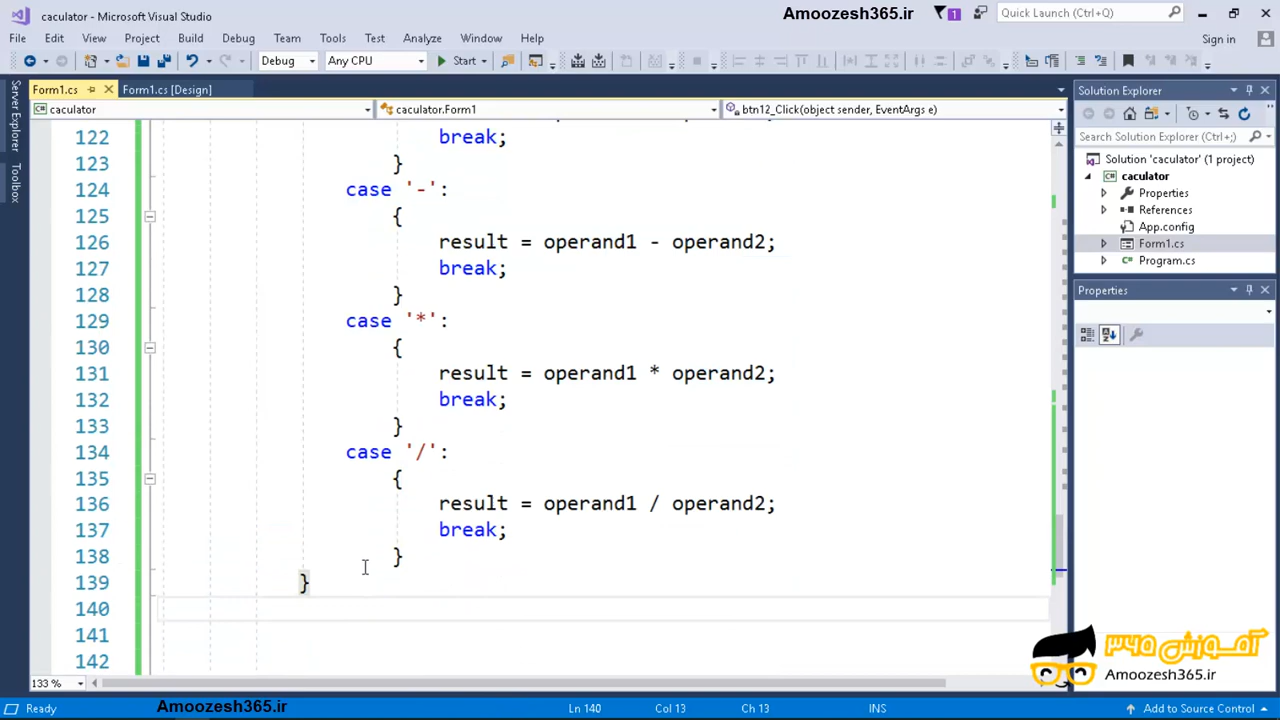 caculator - Microsoft Visual Studio
Amoozesh365.ir
1
Quick Launch (Ctrl+Q)
File Edit View Project Build Debug Team Tools Test Analyze Window Help
Sign in
Debug Any CPU Start
Server Explorer
Toolbox
Form1.cs Form1.cs [Design]
caculator caculator.Form1 btn12_Click(object sender, EventArgs e)
122 break;
123 }
124 case '-':
125 {
126 result = operand1 - operand2;
127 break;
128 }
129 case '*':
130 {
131 result = operand1 * operand2;
132 break;
133 }
134 case '/':
135 {
136 result = operand1 / operand2;
137 break;
138 }
139 }
140
141
142
133 %
Solution Explorer
Search Solution Explorer (Ctrl+;)
Solution 'caculator' (1 project)
caculator
Properties
References
App.config
Form1.cs
Program.cs
Properties
آموزش ۳۶۵
Amoozesh365.ir
Ready
Amoozesh365.ir
Ln 140 Col 13 Ch 13 INS
Add to Source Control